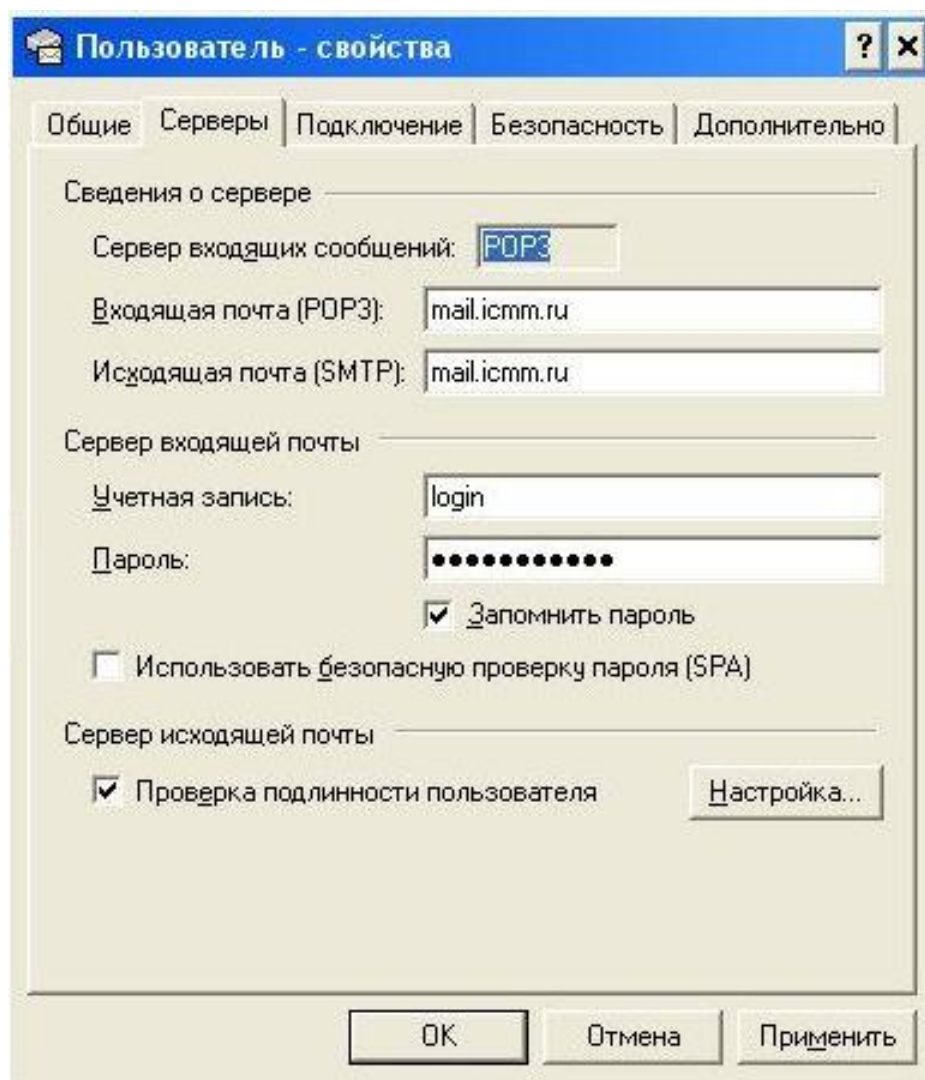 Пользователь - свойства
Общие Серверы Подключение Безопасность Дополнительно
Сведения о сервере
Сервер входящих сообщений: POP3
Входящая почта (POP3): mail.icmm.ru
Исходящая почта (SMTP): mail.icmm.ru
Сервер входящей почты
Учетная запись: login
Пароль: ●●●●●●●●●●●
Запомнить пароль
Использовать безопасную проверку пароля (SPA)
Сервер исходящей почты
Проверка подлинности пользователя Настройка...
OK Отмена Применить